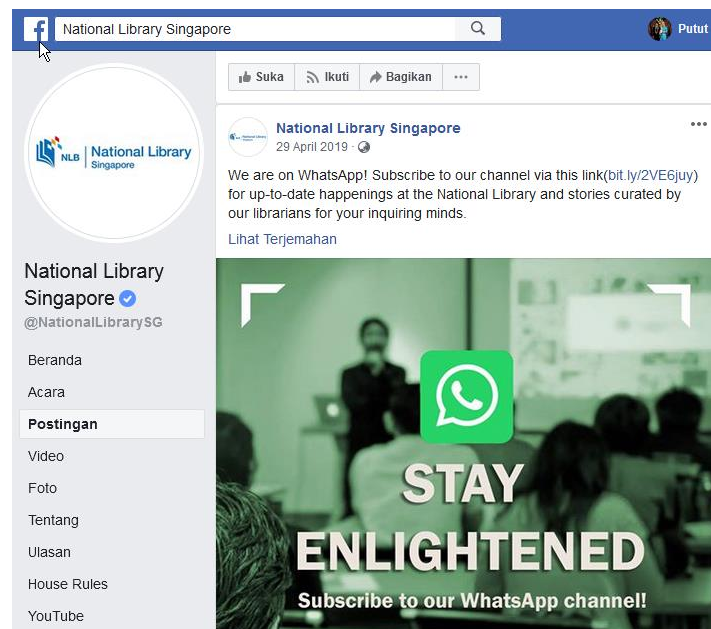 National Library Singapore
Putut
Suka
Ikuti
Bagikan
NLB
National Library
Singapore
National Library
Singapore
@NationalLibrarySG
Beranda
Acara
Postingan
Video
Foto
Tentang
Ulasan
House Rules
YouTube
National Library Singapore
29 April 2019 ·
We are on WhatsApp! Subscribe to our channel via this link(bit.ly/2VE6juy)
for up-to-date happenings at the National Library and stories curated by
our librarians for your inquiring minds.
Lihat Terjemahan
STAY
ENLIGHTENED
Subscribe to our WhatsApp channel!